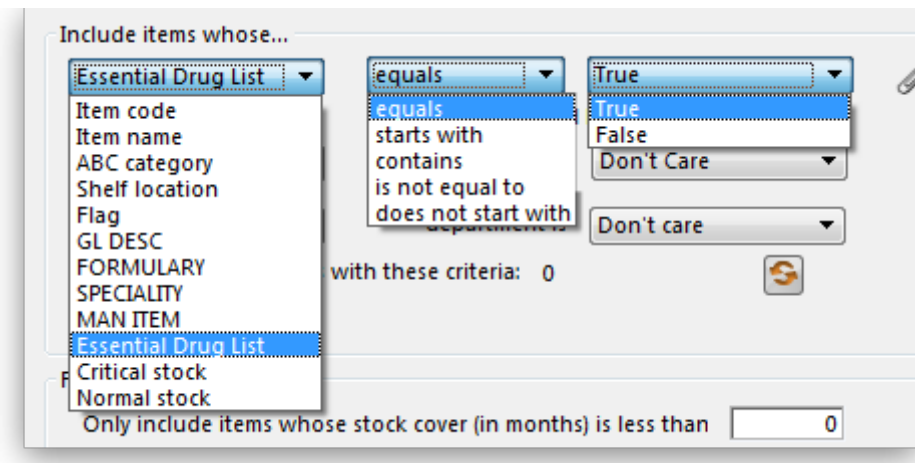 Include items whose...
Essential Drug List equals True
Item code
Item name
ABC category
Shelf location
Flag
GL DESC
FORMULARY
SPECIALITY
MAN ITEM
Essential Drug List
Critical stock
Normal stock
equals
starts with
contains
is not equal to
does not start with
True
False
Don't Care
Don't care
with these criteria: 0
Only include items whose stock cover (in months) is less than 0